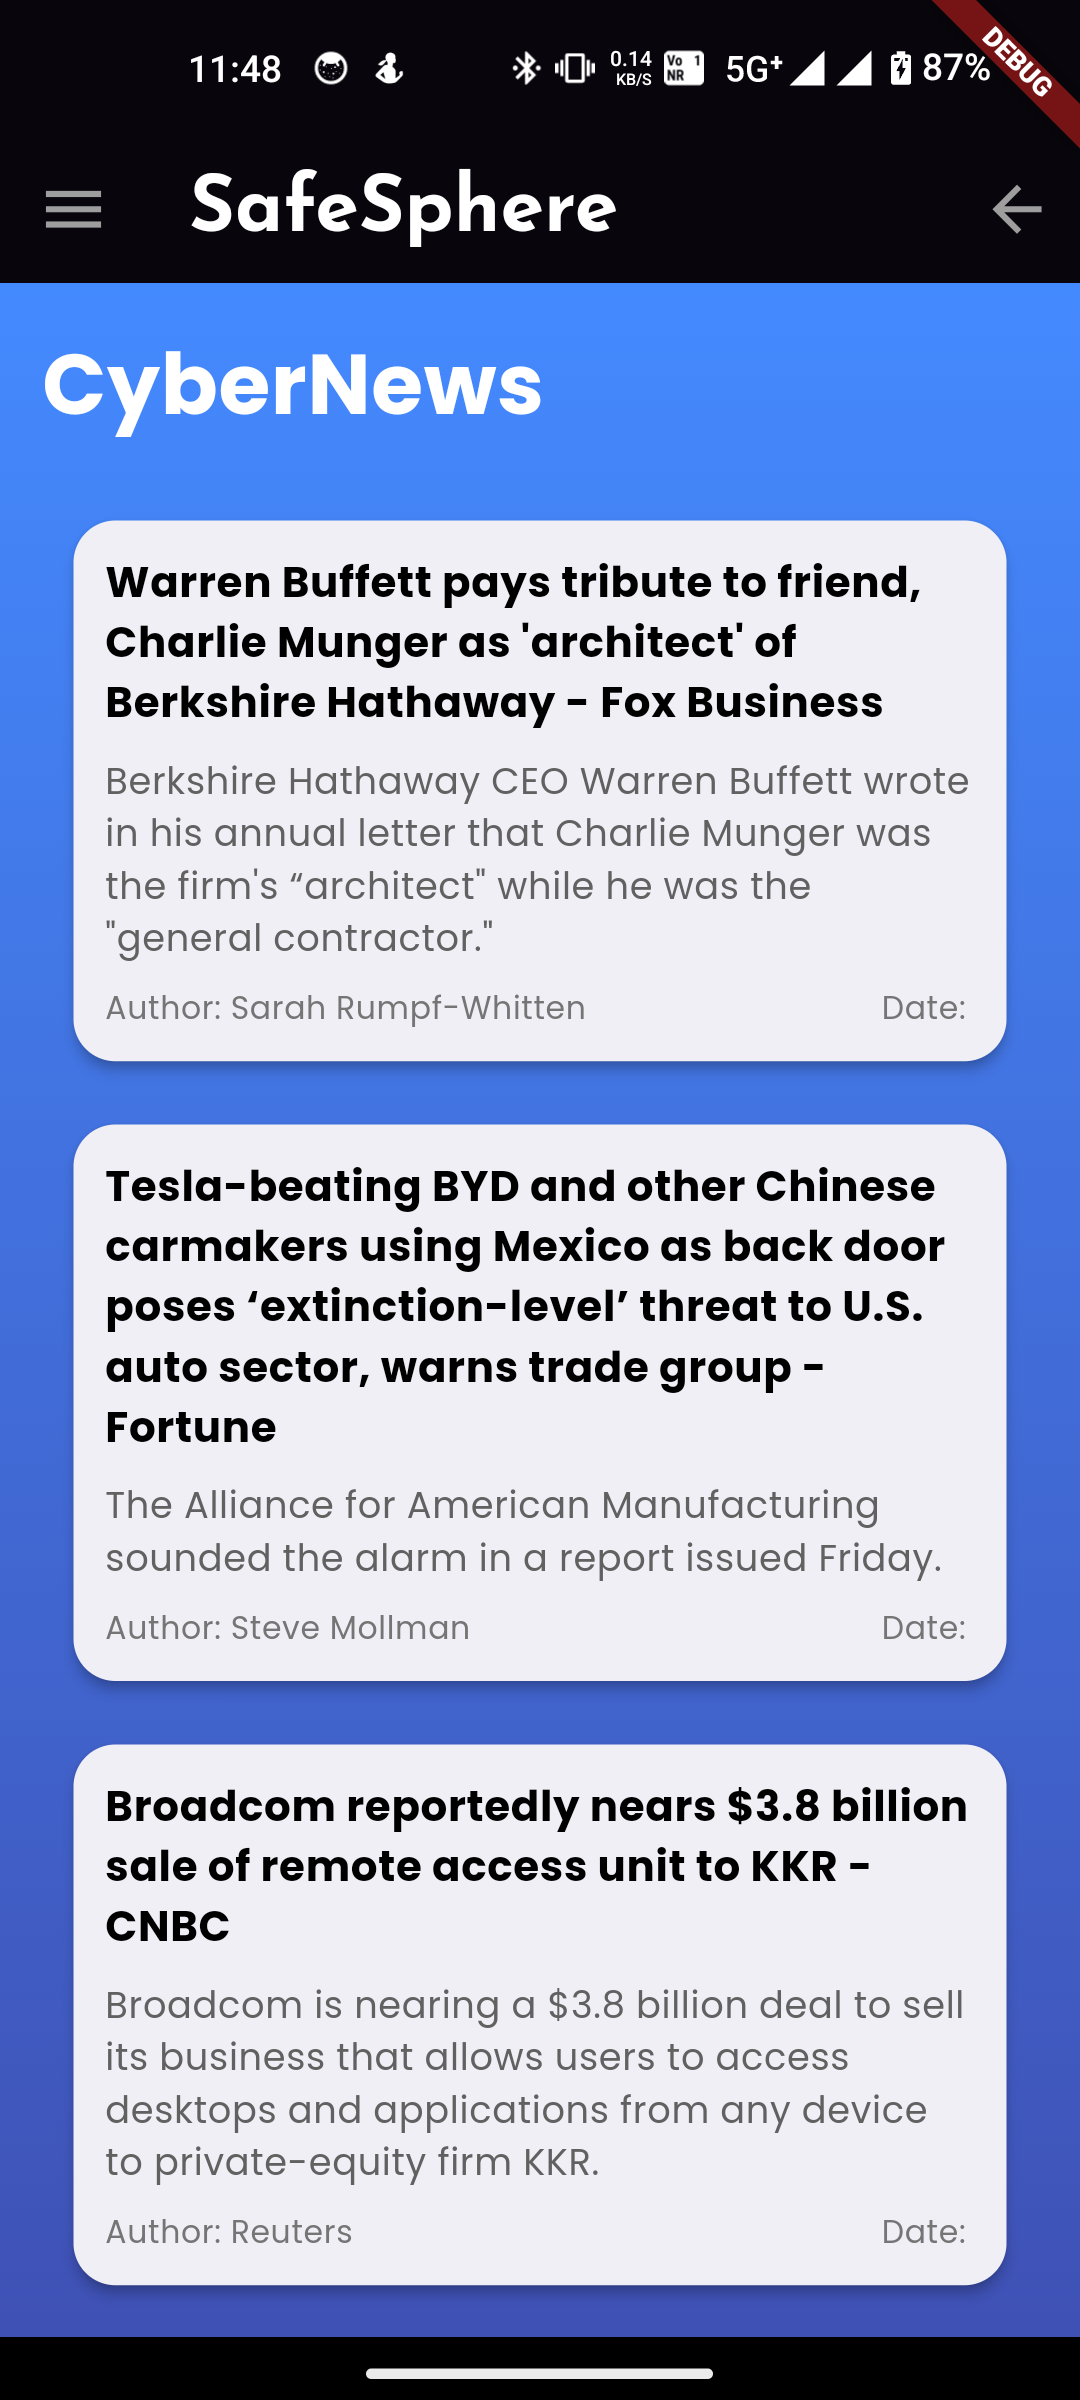 11:48
0.14
KB/S
Vo 1
NR
5G+
87%
DEBUG
SafeSphere
CyberNews
Warren Buffett pays tribute to friend,
Charlie Munger as 'architect' of
Berkshire Hathaway - Fox Business
Berkshire Hathaway CEO Warren Buffett wrote
in his annual letter that Charlie Munger was
the firm's “architect" while he was the
"general contractor."
Author: Sarah Rumpf-Whitten Date:
Tesla-beating BYD and other Chinese
carmakers using Mexico as back door
poses ‘extinction-level’ threat to U.S.
auto sector, warns trade group -
Fortune
The Alliance for American Manufacturing
sounded the alarm in a report issued Friday.
Author: Steve Mollman Date:
Broadcom reportedly nears $3.8 billion
sale of remote access unit to KKR -
CNBC
Broadcom is nearing a $3.8 billion deal to sell
its business that allows users to access
desktops and applications from any device
to private-equity firm KKR.
Author: Reuters Date: